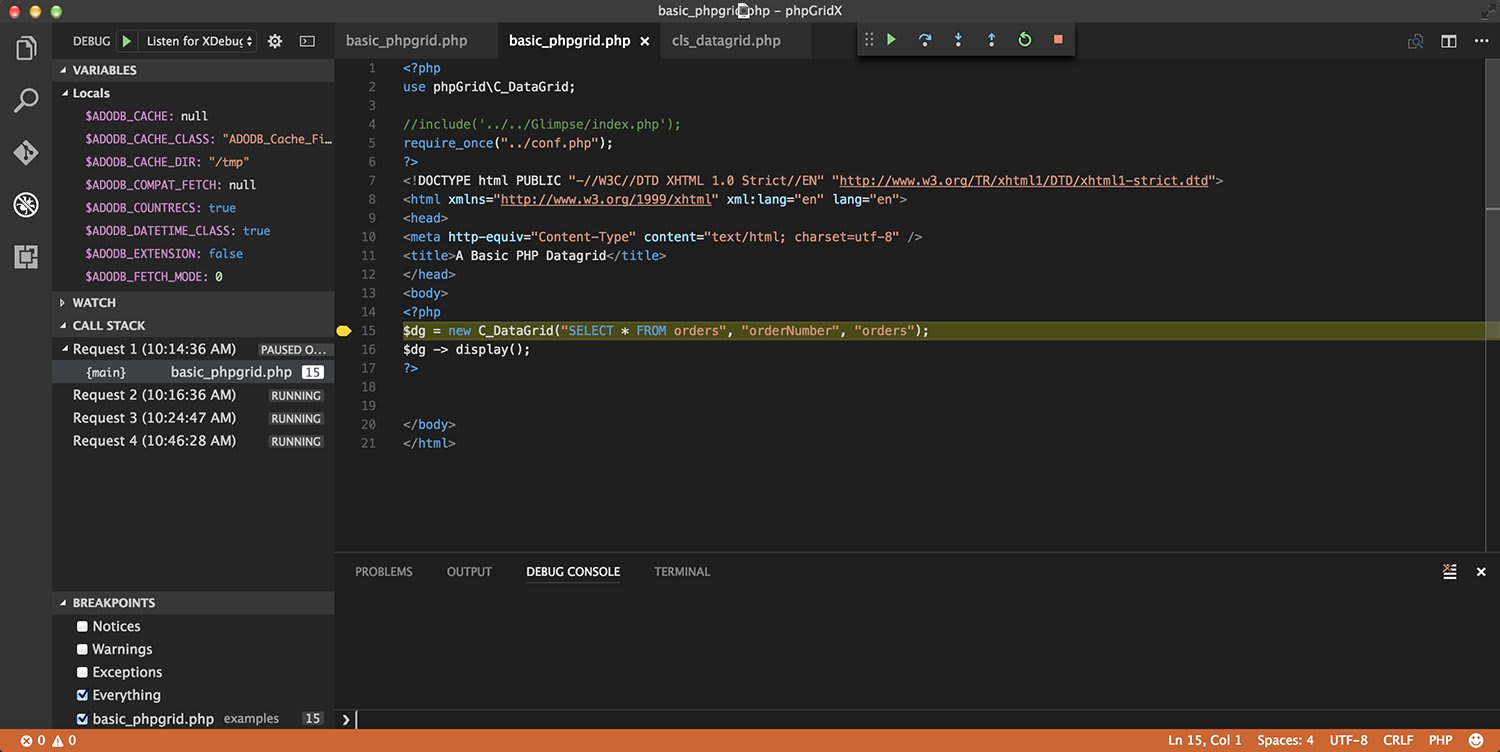 basic_phpgrid.php – phpGridX
DEBUG Listen for XDebug
basic_phpgrid.php basic_phpgrid.php cls_datagrid.php
VARIABLES
Locals
$ADODB_CACHE: null
$ADODB_CACHE_CLASS: "ADODB_Cache_Fi…
$ADODB_CACHE_DIR: "/tmp"
$ADODB_COMPAT_FETCH: null
$ADODB_COUNTRECS: true
$ADODB_DATETIME_CLASS: true
$ADODB_EXTENSION: false
$ADODB_FETCH_MODE: 0
WATCH
CALL STACK
Request 1 (10:14:36 AM) PAUSED O…
{main} basic_phpgrid.php 15
Request 2 (10:16:36 AM) RUNNING
Request 3 (10:24:47 AM) RUNNING
Request 4 (10:46:28 AM) RUNNING
BREAKPOINTS
Notices
Warnings
Exceptions
Everything
basic_phpgrid.php examples 15
1 <?php
2 use phpGrid\C_DataGrid;
3
4 //include('../../Glimpse/index.php');
5 require_once("../conf.php");
6 ?>
7 <!DOCTYPE html PUBLIC "-//W3C//DTD XHTML 1.0 Strict//EN" "http://www.w3.org/TR/xhtml1/DTD/xhtml1-strict.dtd">
8 <html xmlns="http://www.w3.org/1999/xhtml" xml:lang="en" lang="en">
9 <head>
10 <meta http-equiv="Content-Type" content="text/html; charset=utf-8" />
11 <title>A Basic PHP Datagrid</title>
12 </head>
13 <body>
14 <?php
15 $dg = new C_DataGrid("SELECT * FROM orders", "orderNumber", "orders");
16 $dg -> display();
17 ?>
18
19
20 </body>
21 </html>
PROBLEMS OUTPUT DEBUG CONSOLE TERMINAL
0 0 Ln 15, Col 1 Spaces: 4 UTF-8 CRLF PHP